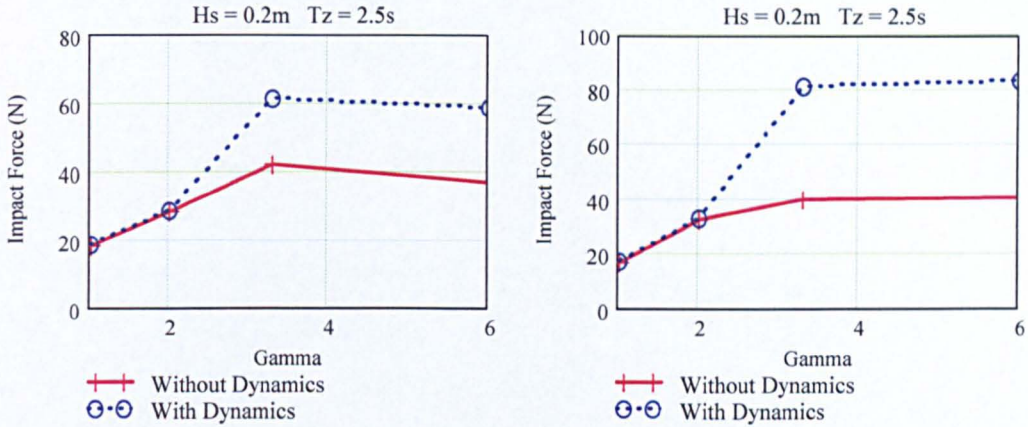 Hs = 0.2m Tz = 2.5s
80
60
40
20
0
2
4
6
Impact Force (N)
Gamma
Without Dynamics
With Dynamics
Hs = 0.2m Tz = 2.5s
100
80
60
40
20
0
2
4
6
Impact Force (N)
Gamma
Without Dynamics
With Dynamics